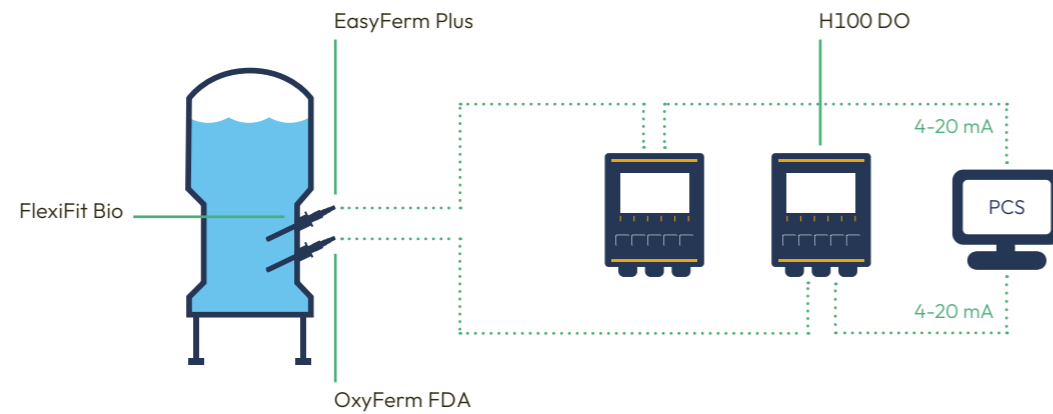 EasyFerm Plus
H100 DO
4-20 mA
FlexiFit Bio
PCS
4-20 mA
OxyFerm FDA